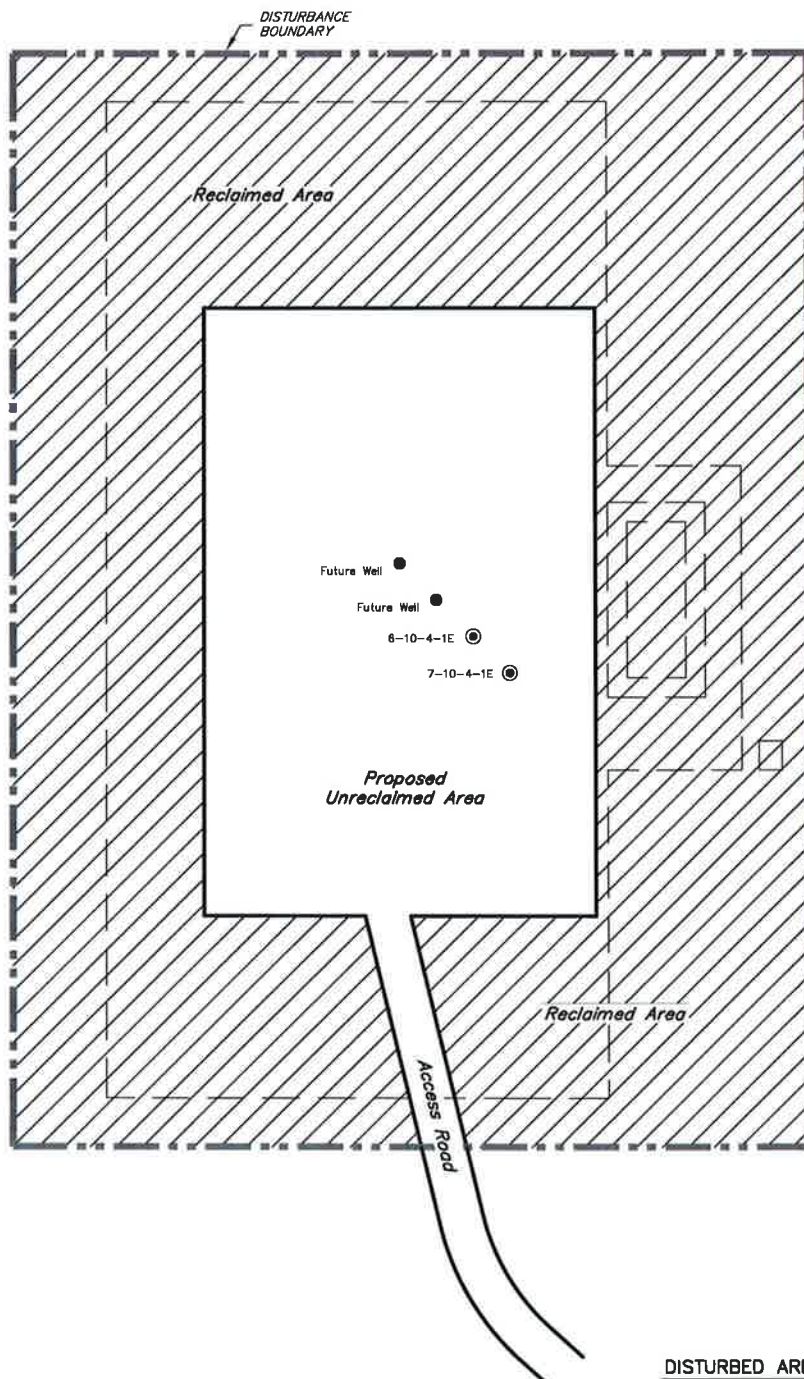 DISTURBANCE
BOUNDARY
Reclaimed Area
Future Well
Future Well
6-10-4-1E
7-10-4-1E
Proposed
Unreclaimed Area
Reclaimed Area
Access Road
DISTURBED